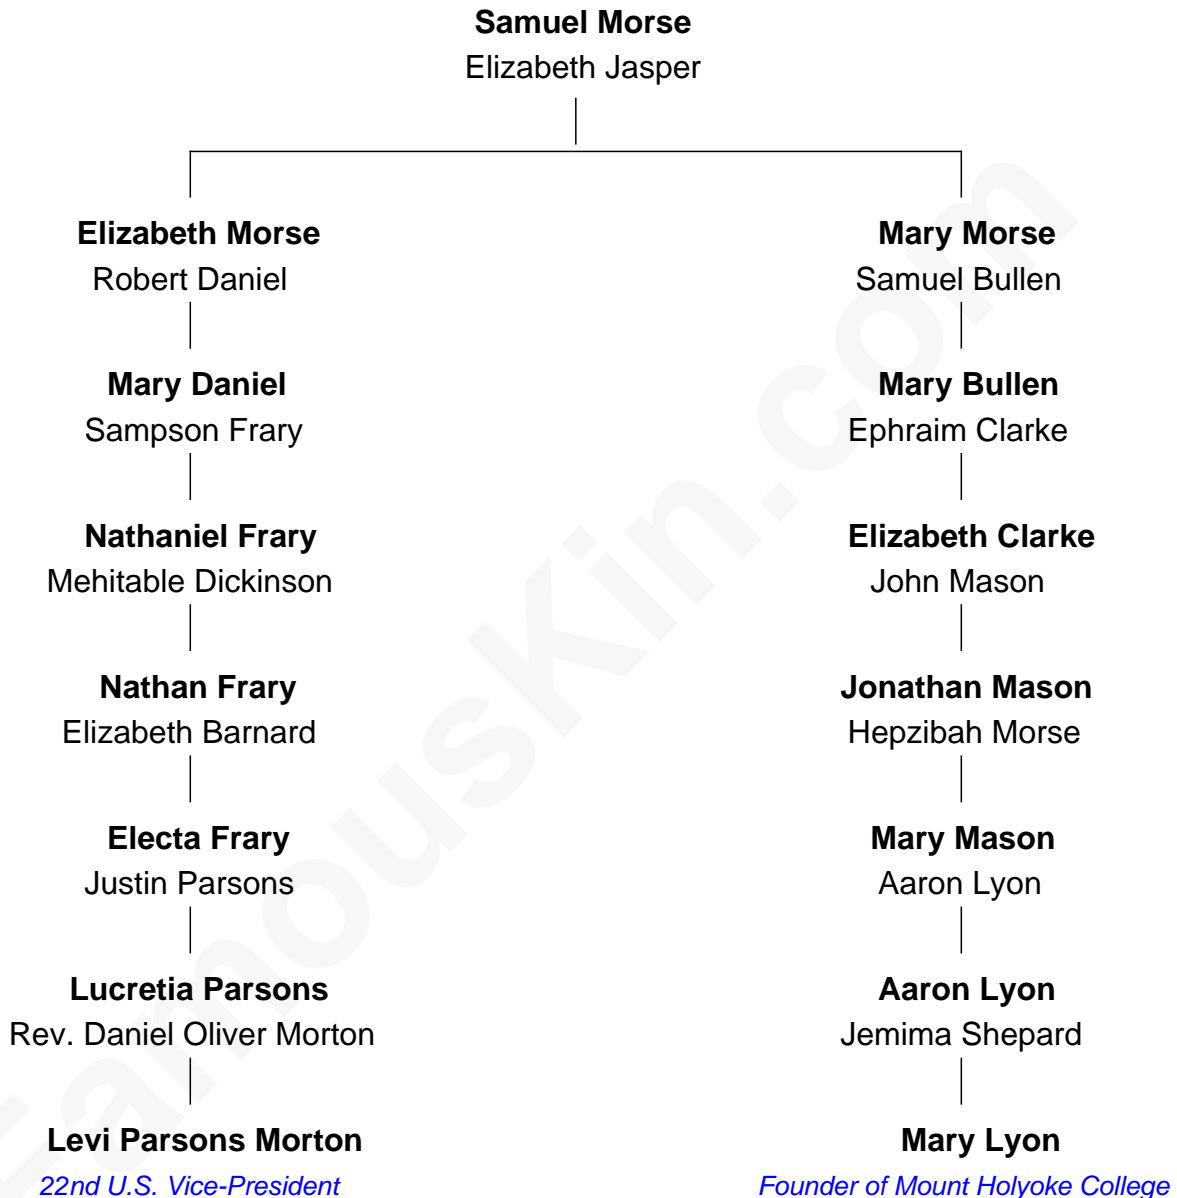 Samuel Morse
Elizabeth Jasper
Elizabeth Morse
Robert Daniel
Mary Morse
Samuel Bullen
Mary Daniel
Sampson Frary
Mary Bullen
Ephraim Clarke
Nathaniel Frary
Mehitable Dickinson
Elizabeth Clarke
John Mason
Nathan Frary
Elizabeth Barnard
Jonathan Mason
Hepzibah Morse
Electa Frary
Justin Parsons
Mary Mason
Aaron Lyon
Lucretia Parsons
Rev. Daniel Oliver Morton
Aaron Lyon
Jemima Shepard
Levi Parsons Morton
22nd U.S. Vice-President
Mary Lyon
Founder of Mount Holyoke College
FamousKin.com